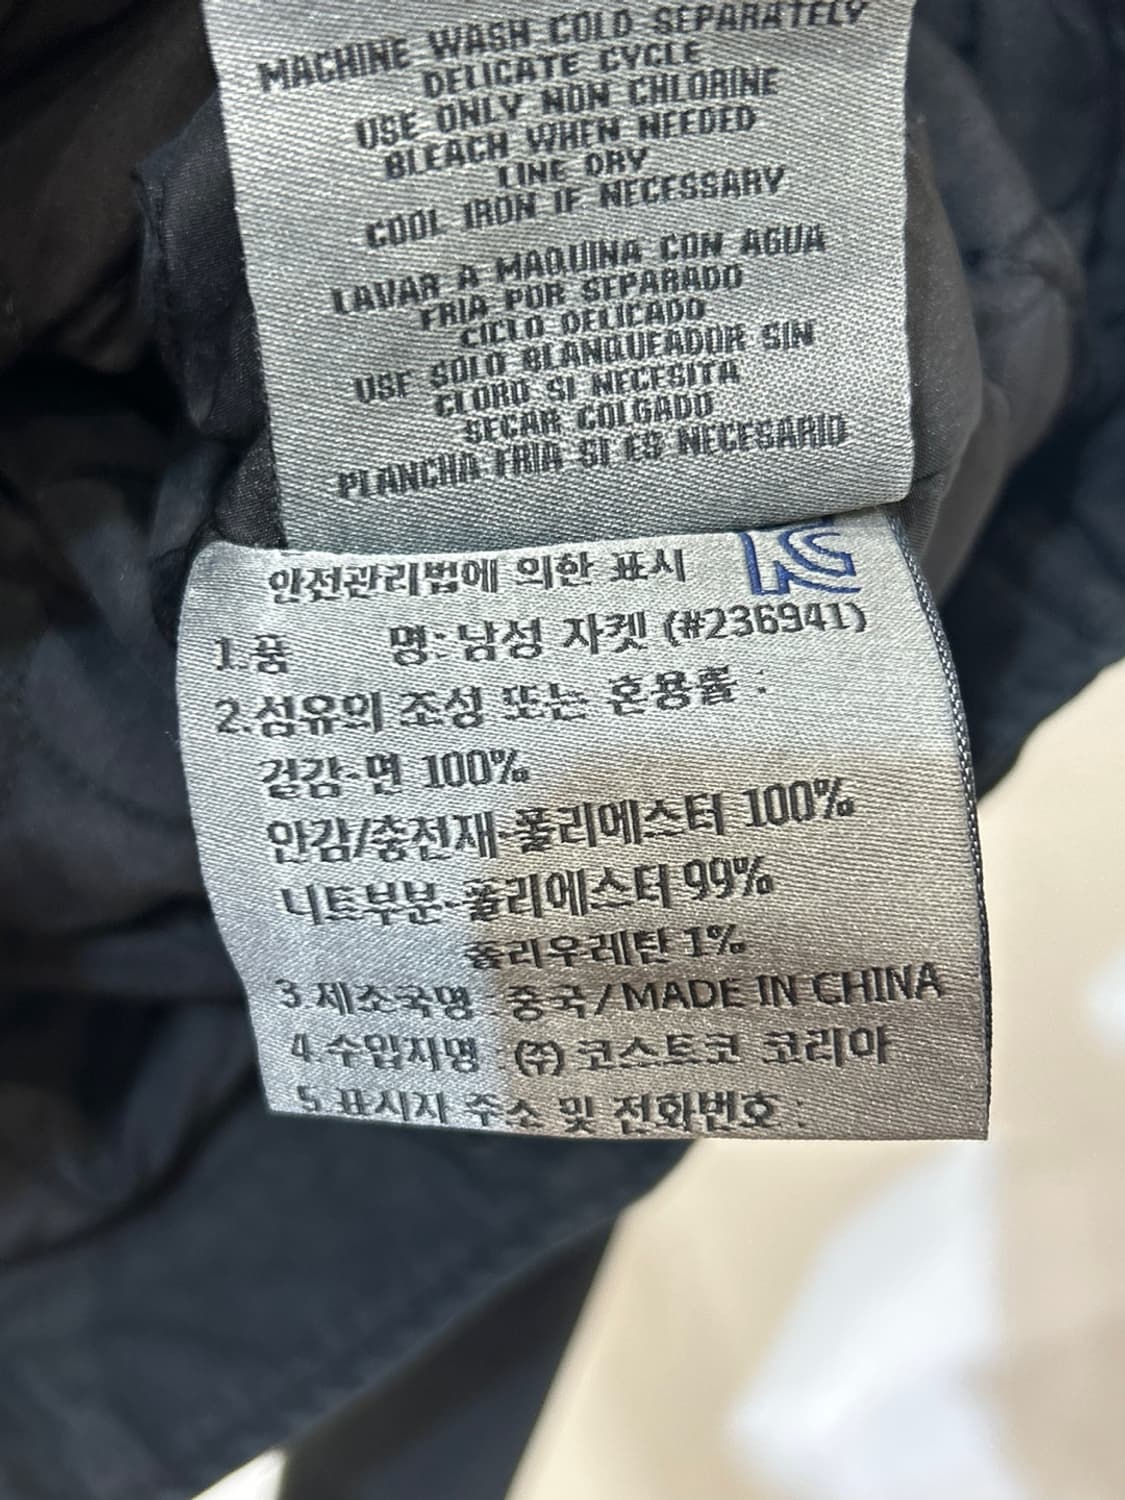 MACHINE WASH COLD SEPARATELY
DELICATE CYCLE
USE ONLY NON CHLORINE
BLEACH WHEN NEEDED
LINE DRY
COOL IRON IF NECESSARY
LAVAR A MAQUINA CON AGUA
FRIA POR SEPARADO
CICLO DELICADO
USE SOLO BLANQUEADOR SIN
CLORO SI NECESITA
SECAR COLGADO
PLANCHA FRIA SI ES NECESARIO
안전관리법에 의한 표시
1.품 명:남성 자켓 (#236941)
2.섬유의 조성 또는 혼용률 :
겉감-면 100%
안감/충전재-폴리에스터 100%
니트부분-폴리에스터 99%
폴리우레탄 1%
3.제조국명 : 중국/MADE IN CHINA
4.수입자명 : (주) 코스트코 코리아
5.표시자 주소 및 전화번호 :